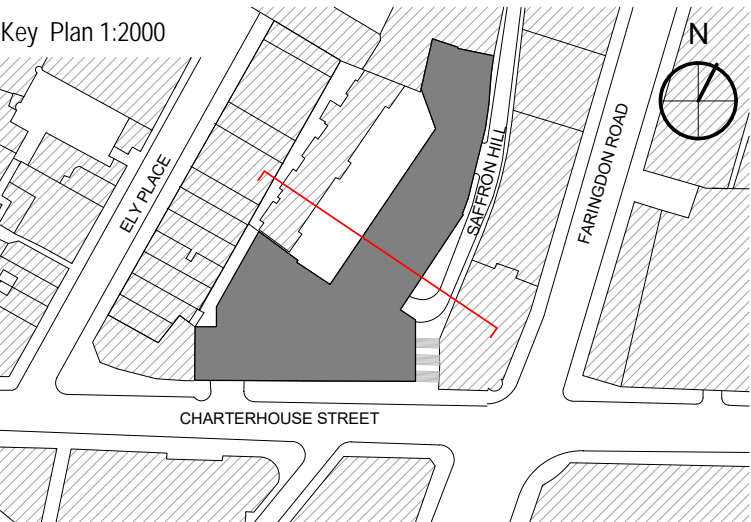 Key Plan 1:2000
N
ELY PLACE
SAFFRON HILL
FARINGDON ROAD
CHARTERHOUSE STREET